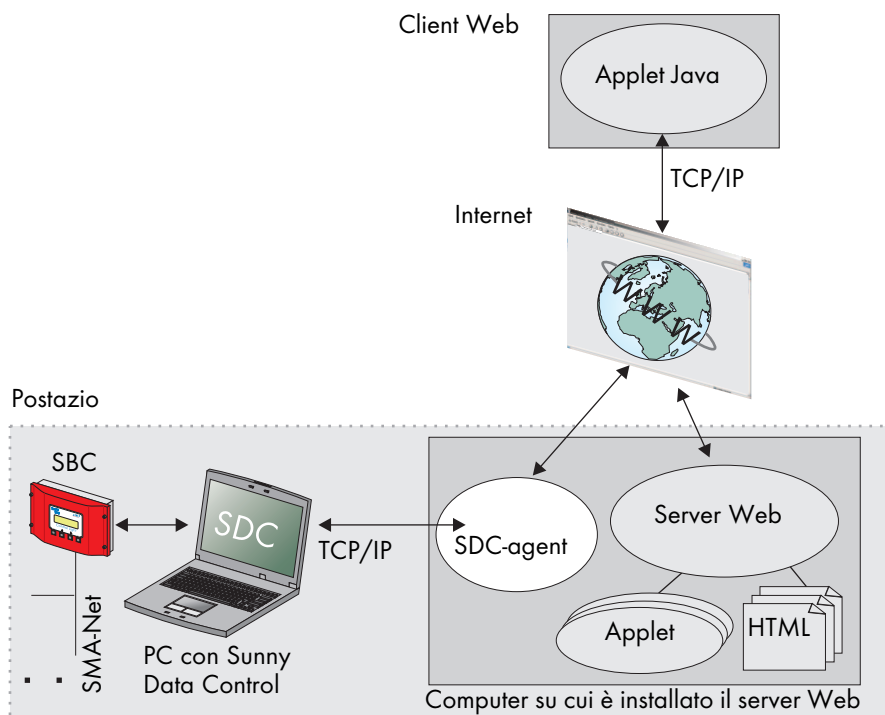 Client Web
Applet Java
TCP/IP
Internet
W-W-W
Postazio
SBC
SDC
TCP/IP
SDC-agent
Server Web
SMA-Net
PC con Sunny
Data Control
Applet
HTML
Computer su cui è installato il server Web